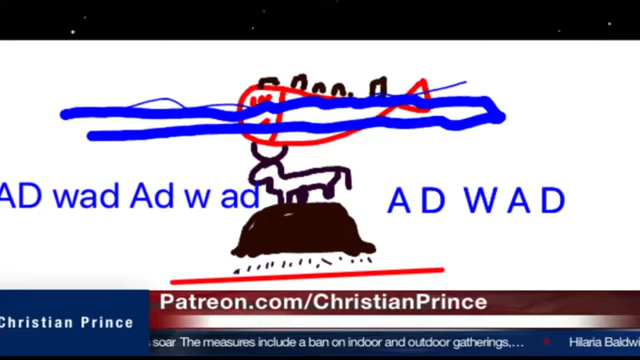 AD wad Ad w ad
A D W A D
Patreon.com/ChristianPrince
Christian Prince
s soar The measures include a ban on indoor and outdoor gatherings,... Hilaria Baldwi